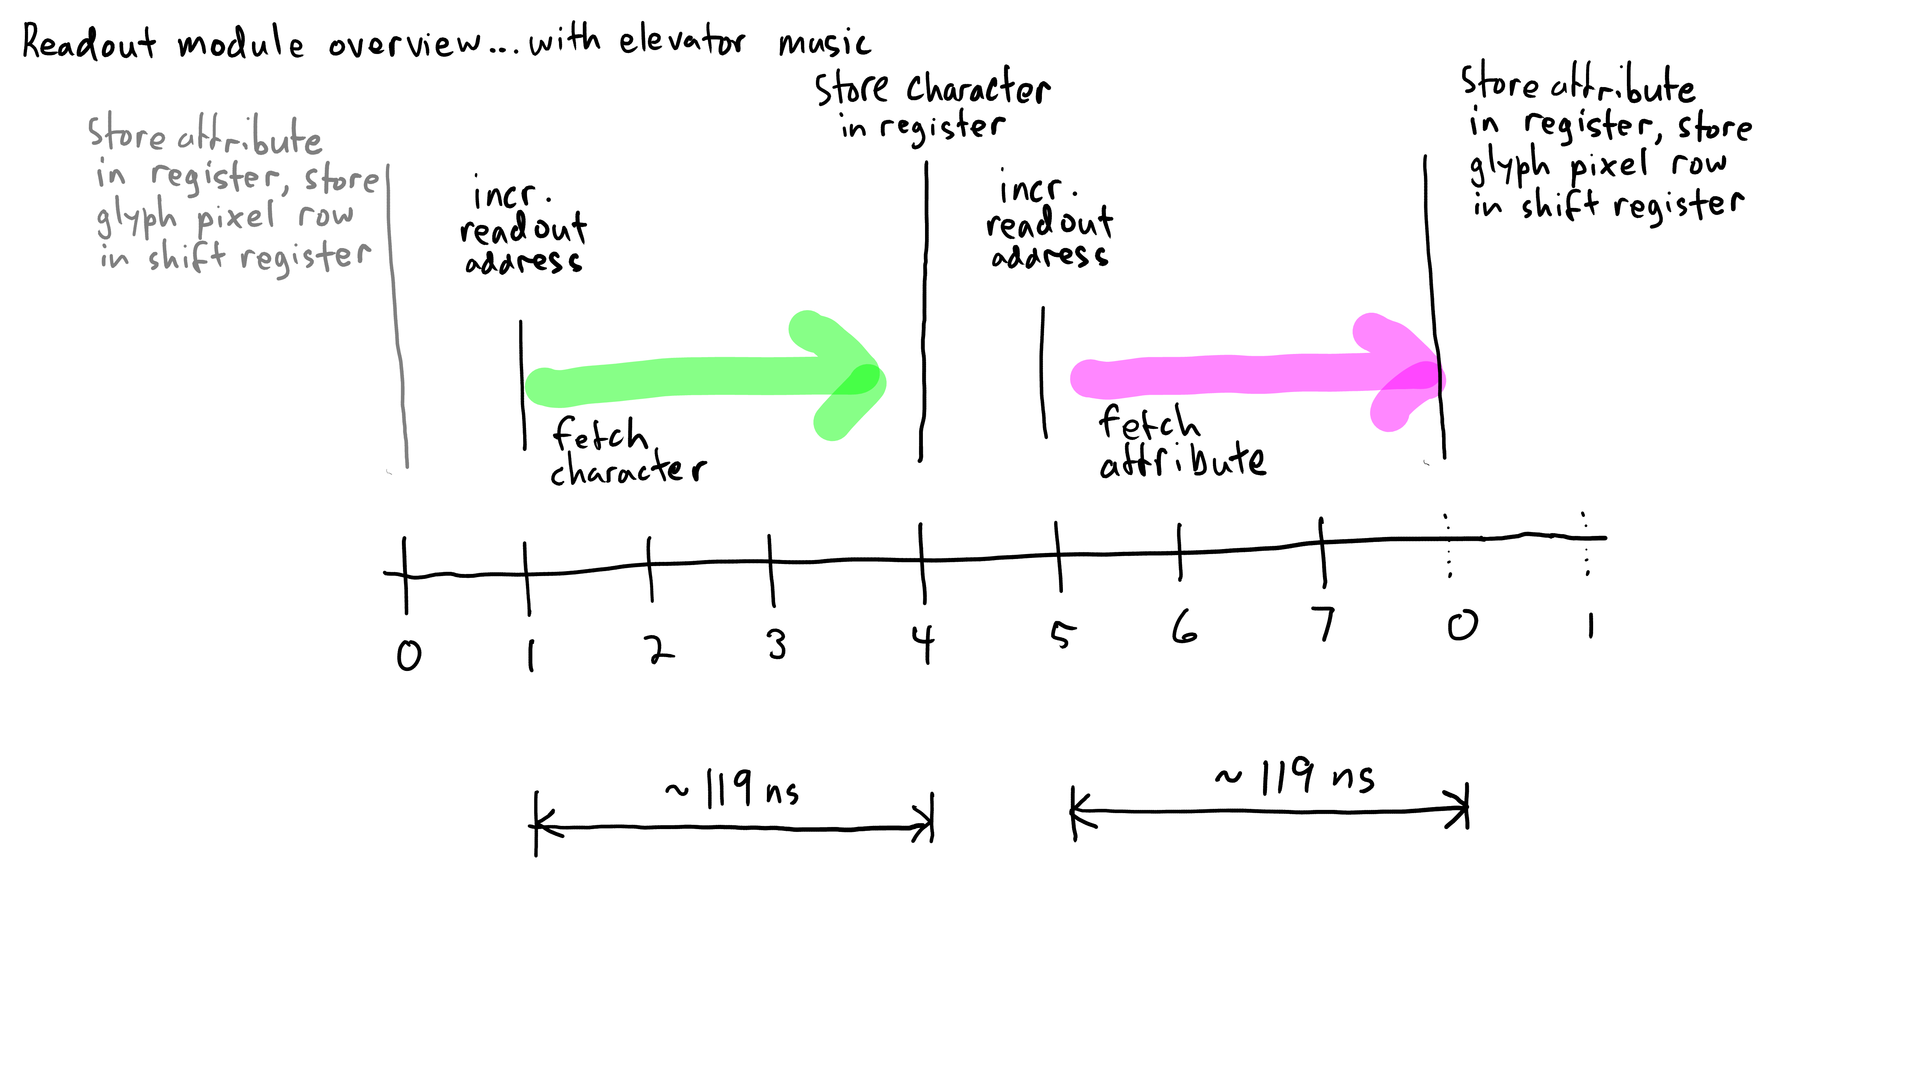 Readout module overview... with elevator music
Store attribute
in register, store
glyph pixel row
in shift register
incr.
readout
address
Store character
in register
incr.
readout
address
Store attribute
in register, store
glyph pixel row
in shift register
fetch
character
fetch
attribute
0 1 2 3 4 5 6 7 0 1
~119 ns
~119 ns